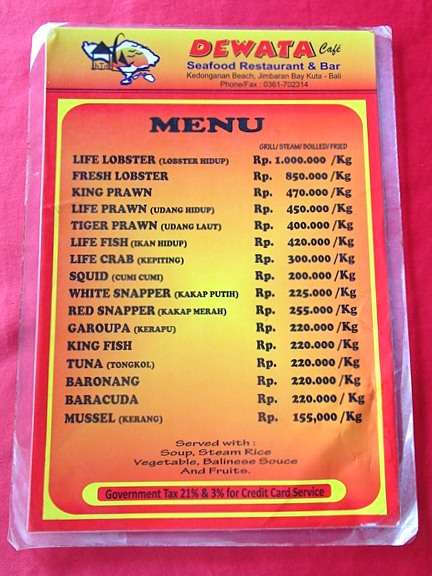 DEWATA Café
Seafood Restaurant & Bar
Kedonganan Beach, Jimbaran Bay Kuta - Bali
Phone/Fax : 0361-702314
MENU
GRILL/ STEAM/ BOILLED/ FRIED
LIFE LOBSTER (LOBSTER HIDUP) Rp. 1.000.000 /Kg
FRESH LOBSTER Rp. 850.000 /Kg
KING PRAWN Rp. 470.000 /Kg
LIFE PRAWN (UDANG HIDUP) Rp. 450.000 /Kg
TIGER PRAWN (UDANG LAUT) Rp. 400.000 /Kg
LIFE FISH (IKAN HIDUP) Rp. 420.000 /Kg
LIFE CRAB (KEPITING) Rp. 300.000 /Kg
SQUID (CUMI CUMI) Rp. 200.000 /Kg
WHITE SNAPPER (KAKAP PUTIH) Rp. 225.000 /Kg
RED SNAPPER (KAKAP MERAH) Rp. 255.000 /Kg
GAROUPA (KERAPU) Rp. 220.000 /Kg
KING FISH Rp. 220.000 /Kg
TUNA (TONGKOL) Rp. 220.000 /Kg
BARONANG Rp. 220.000 /Kg
BARACUDA Rp. 220.000 / Kg
MUSSEL (KERANG) Rp. 155,000 /Kg
Served with :
Soup, Steam Rice
Vegetable, Balinese Souce
And Fruits.
Government Tax 21% & 3% for Credit Card Service